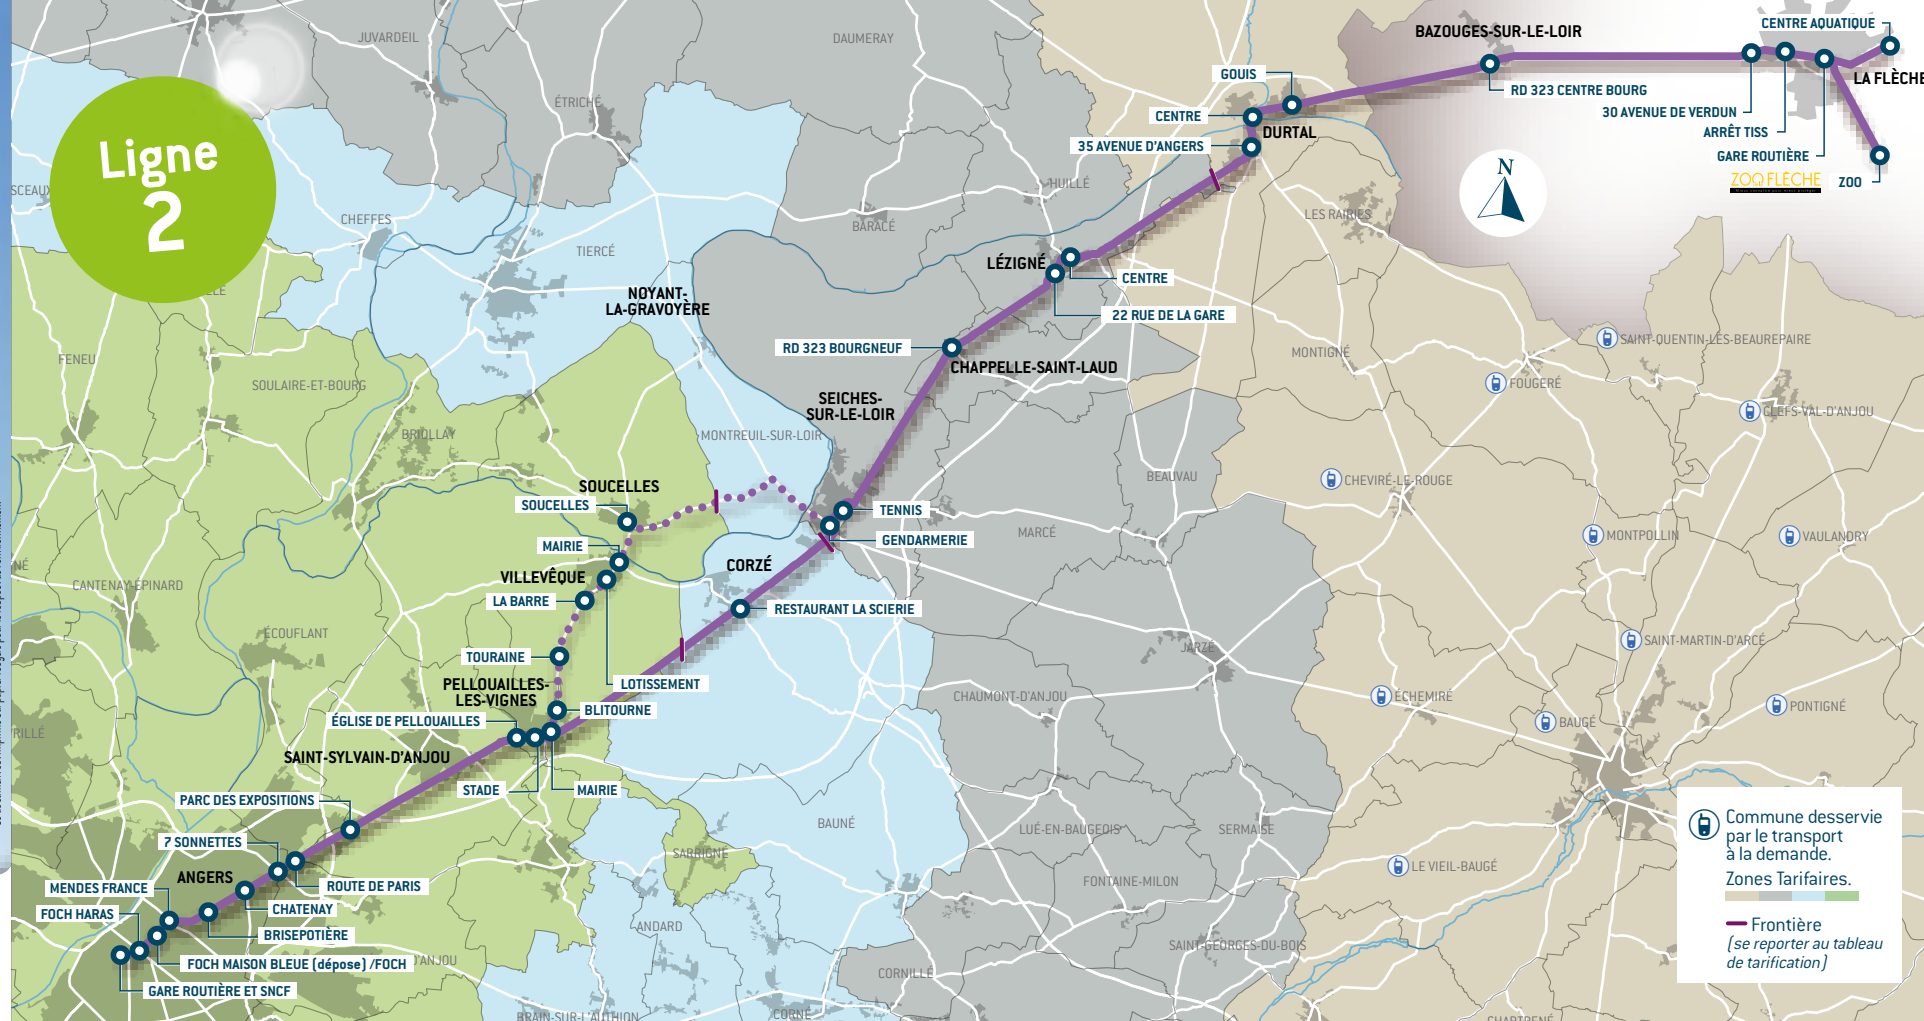 Ligne
2
JUVARDEIL
DAUMERAY
ÉTRICHÉ
CHEFFES
TIERCÉ
BARACÉ
HUILLÉ
LES RAIRIES
FENEU
SOULAIRE-ET-BOURG
BRIOLLAY
NOYANT-
LA-GRAVOYÈRE
MONTREUIL-SUR-LOIR
MONTIGNÉ
SAINT-QUENTIN-LÈS-BEAUREPAIRE
FOUGERÉ
CLEFS-VAL-D'ANJOU
CHEVIRÉ-LE-ROUGE
BEAUVAU
MARCÉ
MONTPOLLIN
VAULANDRY
CANTENAY-ÉPINARD
ÉCOUFLANT
JARZÉ
SAINT-MARTIN-D'ARCÉ
CHAUMONT-D'ANJOU
ÉCHEMIRÉ
BAUGÉ
PONTIGNÉ
BAUNÉ
LUÉ-EN-BAUGEOIS
SERMAISE
SARRIGNÉ
FONTAINE-MILON
LE VIEIL-BAUGÉ
ANDARD
SAINT-GEORGES-DU-BOIS
CORNILLÉ
D'ANJOU
BRAIN-SUR-L'AUTHION
CORNÉ
CHARTRENÉ
CENTRE AQUATIQUE
BAZOUGES-SUR-LE-LOIR
LA FLÈCHE
RD 323 CENTRE BOURG
30 AVENUE DE VERDUN
ARRÊT TISS
GARE ROUTIÈRE
ZOO FLÈCHE
ZOO
N
GOUIS
CENTRE
DURTAL
35 AVENUE D'ANGERS
LÉZIGNÉ
CENTRE
22 RUE DE LA GARE
RD 323 BOURGNEUF
CHAPPELLE-SAINT-LAUD
SEICHES-
SUR-LE-LOIR
TENNIS
GENDARMERIE
SOUCELLES
SOUCELLES
MAIRIE
VILLEVÊQUE
LA BARRE
CORZÉ
RESTAURANT LA SCIERIE
TOURAINE
LOTISSEMENT
PELLOUAILLES-
LES-VIGNES
BLITOURNE
ÉGLISE DE PELLOUAILLES
SAINT-SYLVAIN-D'ANJOU
STADE
MAIRIE
PARC DES EXPOSITIONS
7 SONNETTES
ANGERS
ROUTE DE PARIS
MENDES FRANCE
CHATENAY
FOCH HARAS
BRISEPOTIÈRE
FOCH MAISON BLEUE (dépose) /FOCH
GARE ROUTIÈRE ET SNCF
Commune desservie
par le transport
à la demande.
Zones Tarifaires.
Frontière
(se reporter au tableau
de tarification)